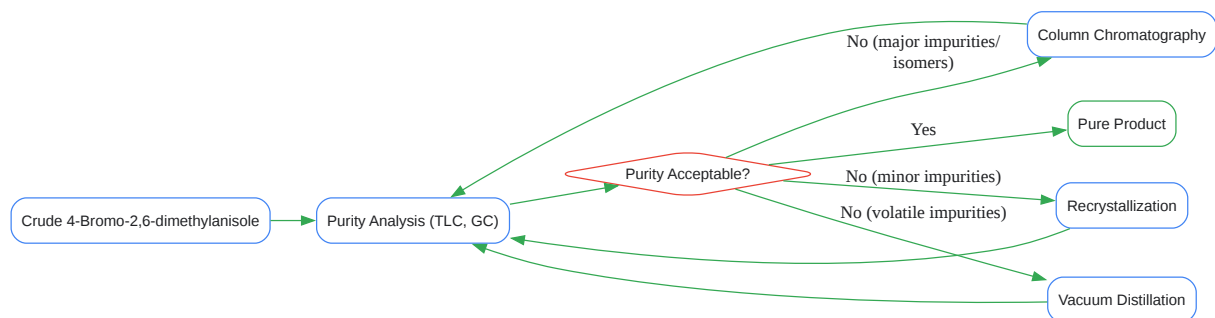 Column Chromatography
No (major impurities/
isomers)
Pure Product
Yes
Purity Acceptable?
No (minor impurities)
Recrystallization
No (volatile impurities)
Crude 4-Bromo-2,6-dimethylanisole
Purity Analysis (TLC, GC)
Vacuum Distillation